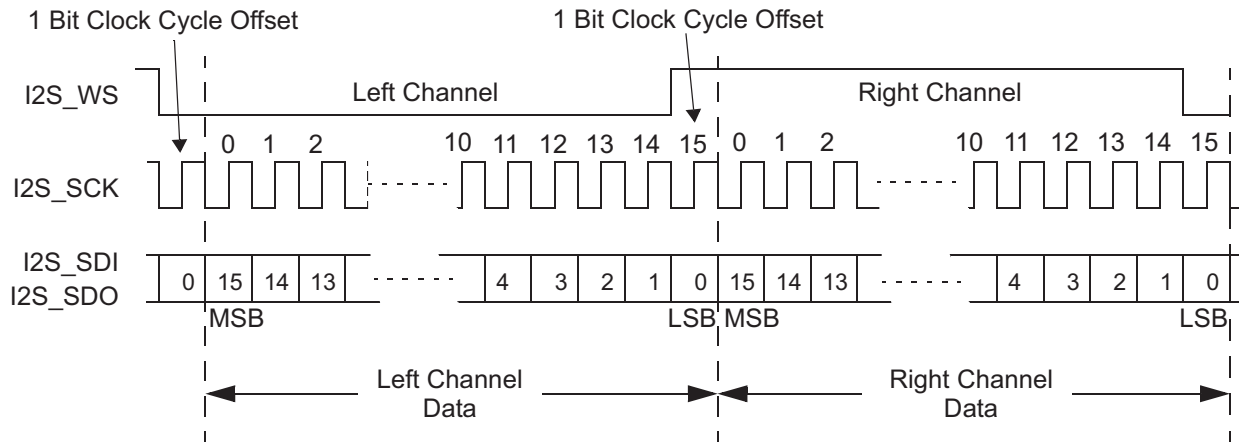 1 Bit Clock Cycle Offset 1 Bit Clock Cycle Offset
I2S_WS Left Channel Right Channel
0 1 2 10 11 12 13 14 15 0 1 2 10 11 12 13 14 15
I2S_SCK
I2S_SDI
I2S_SDO
0 15 14 13 4 3 2 1 0 15 14 13 4 3 2 1 0
MSB LSB MSB LSB
Left Channel Right Channel
Data Data